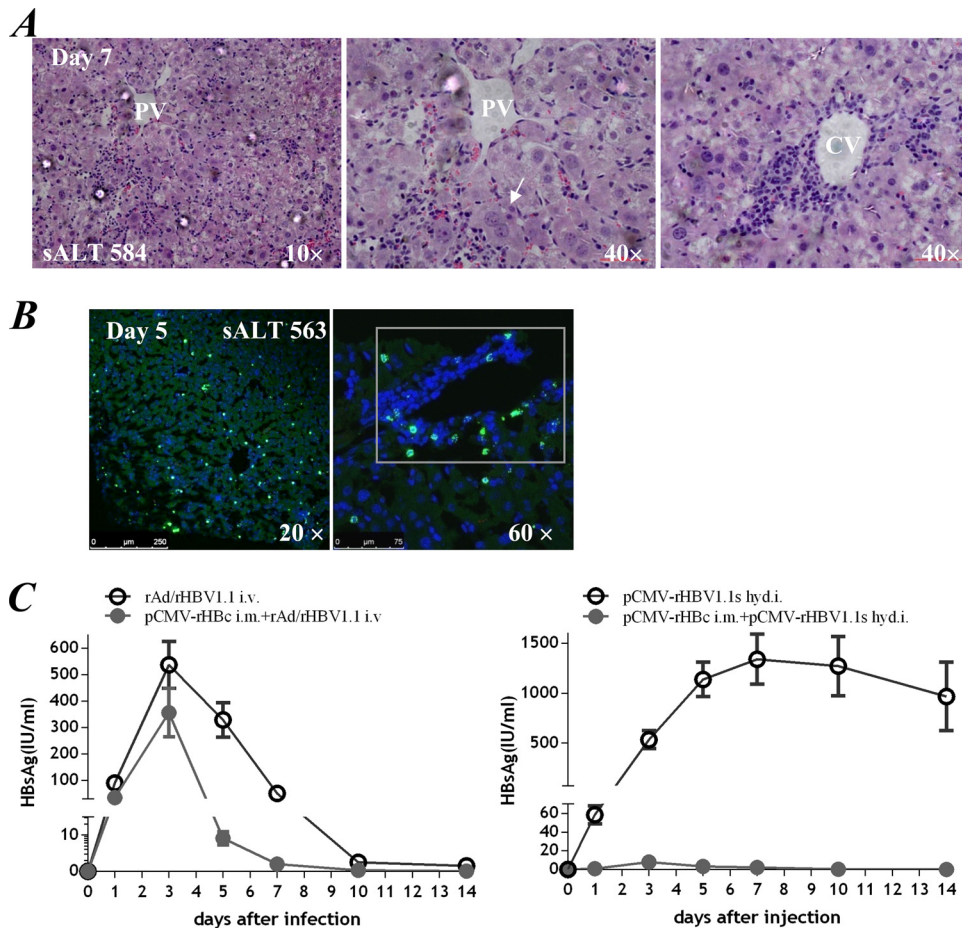 A
Day 7
PV
sALT 584
10×
PV
40×
CV
40×
B
Day 5
sALT 563
20 ×
0 µm 250
60 ×
0 µm 75
C
rAd/rHBV1.1 i.v.
pCMV-rHBc i.m.+rAd/rHBV1.1 i.v
HBsAg(IU/ml)
600
500
400
300
200
100
10
0
0 1 2 3 4 5 6 7 8 9 10 11 12 13 14
days after infection
pCMV-rHBV1.1s hyd.i.
pCMV-rHBc i.m.+pCMV-rHBV1.1s hyd.i.
HBsAg(IU/ml)
1500
1000
500
60
40
20
0
0 1 2 3 4 5 6 7 8 9 10 11 12 13 14
days after injection